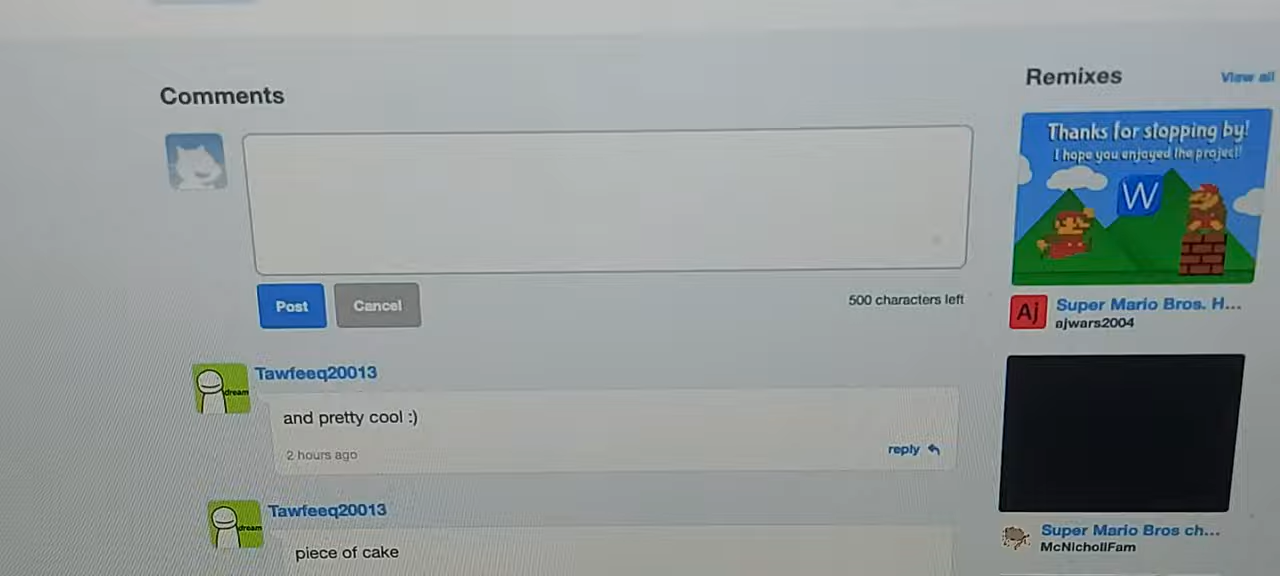 Comments
Post
Cancel
500 characters left
Tawfeeq20013
dream
and pretty cool :)
2 hours ago
reply
Tawfeeq20013
dream
piece of cake
Remixes
View all
Thanks for stopping by!
I hope you enjoyed the project!
W
Aj
Super Mario Bros. H...
ajwars2004
Super Mario Bros ch...
McNichollFam